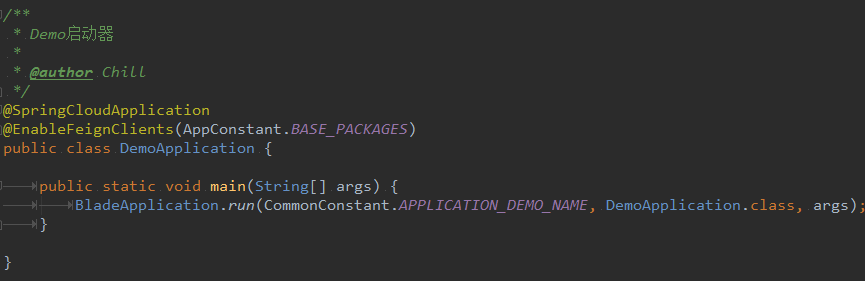 /**
 * Demo启动器
 *
 * @author Chill
 */
@SpringCloudApplication
@EnableFeignClients(AppConstant.BASE_PACKAGES)
public class DemoApplication {
    public static void main(String[] args) {
        BladeApplication.run(CommonConstant.APPLICATION_DEMO_NAME, DemoApplication.class, args);
    }
}